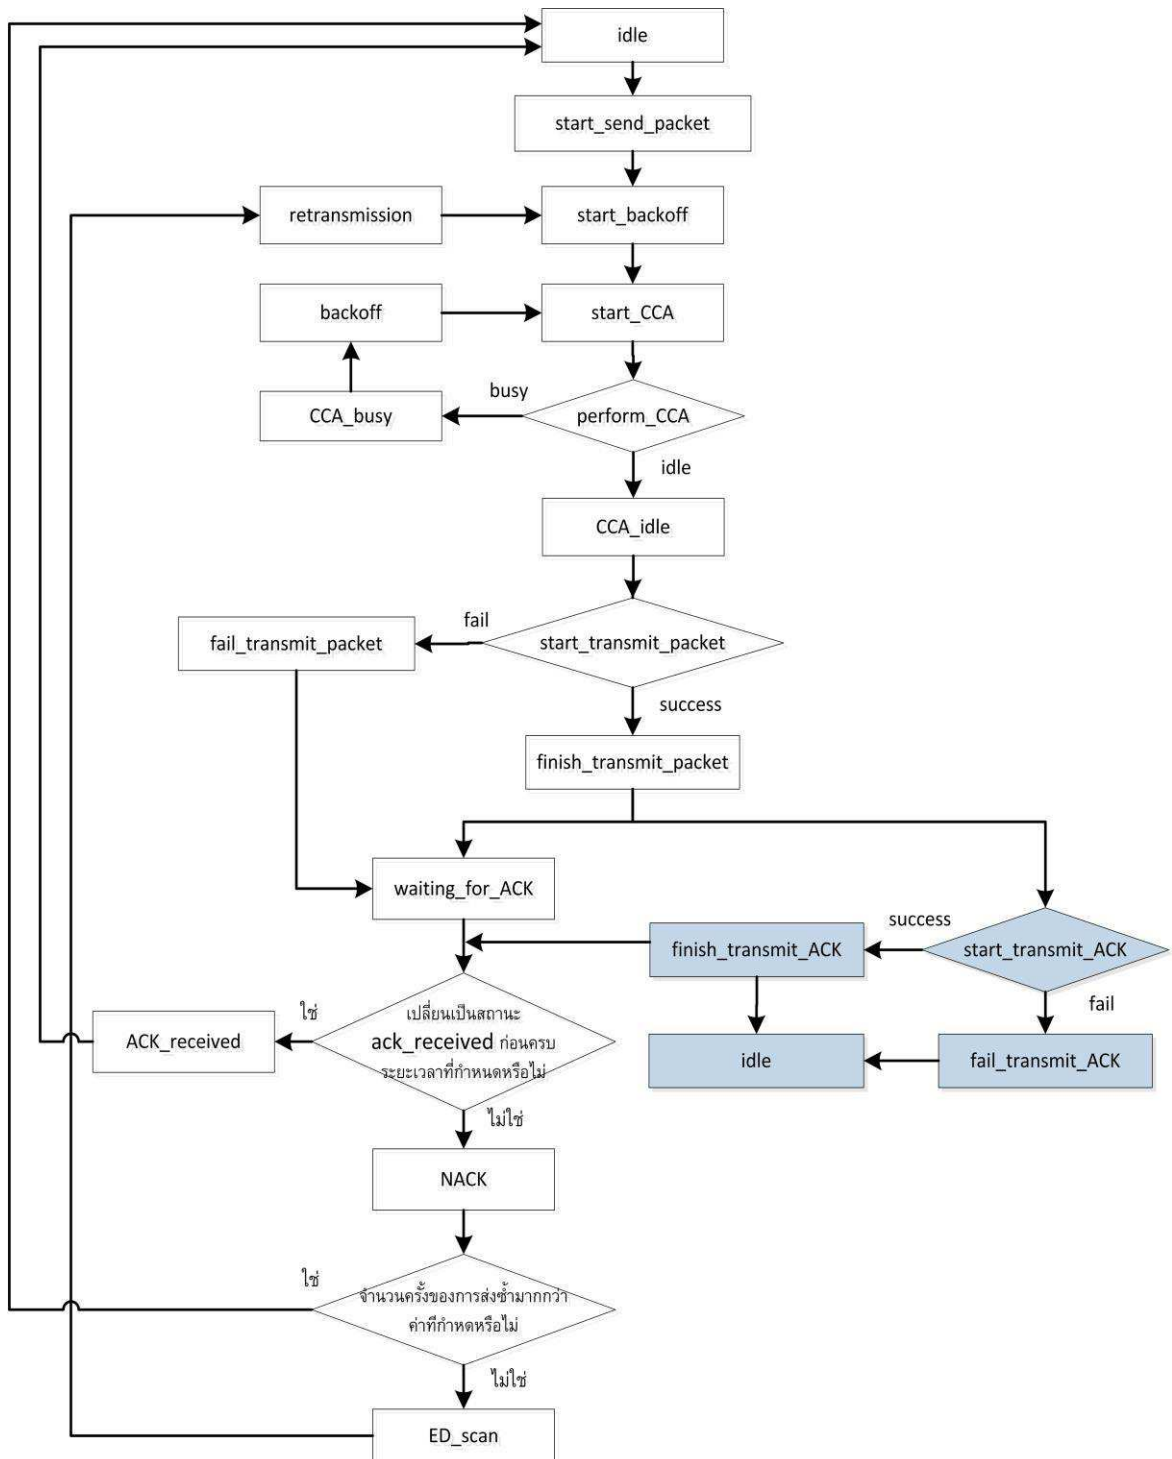 idle
start_send_packet
retransmission
start_backoff
backoff
start_CCA
busy
CCA_busy
perform_CCA
idle
CCA_idle
fail
fail_transmit_packet
start_transmit_packet
success
finish_transmit_packet
waiting_for_ACK
success
finish_transmit_ACK
start_transmit_ACK
fail
ใช่
ACK_received
เปลี่ยนเป็นสถานะ
ack_received ก่อนครบ
ระยะเวลาที่กำหนดหรือไม่
idle
fail_transmit_ACK
ไม่ใช่
NACK
ใช่
จำนวนครั้งของการส่งซ้ำมากกว่า
ค่าที่กำหดหรือไม่
ไม่ใช่
ED_scan